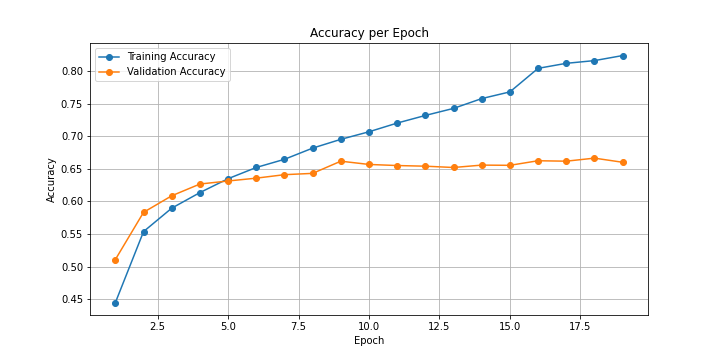 Accuracy per Epoch
Training Accuracy
Validation Accuracy
0.80
0.75
0.70
0.65
0.60
0.55
0.50
0.45
Accuracy
2.5 5.0 7.5 10.0 12.5 15.0 17.5
Epoch